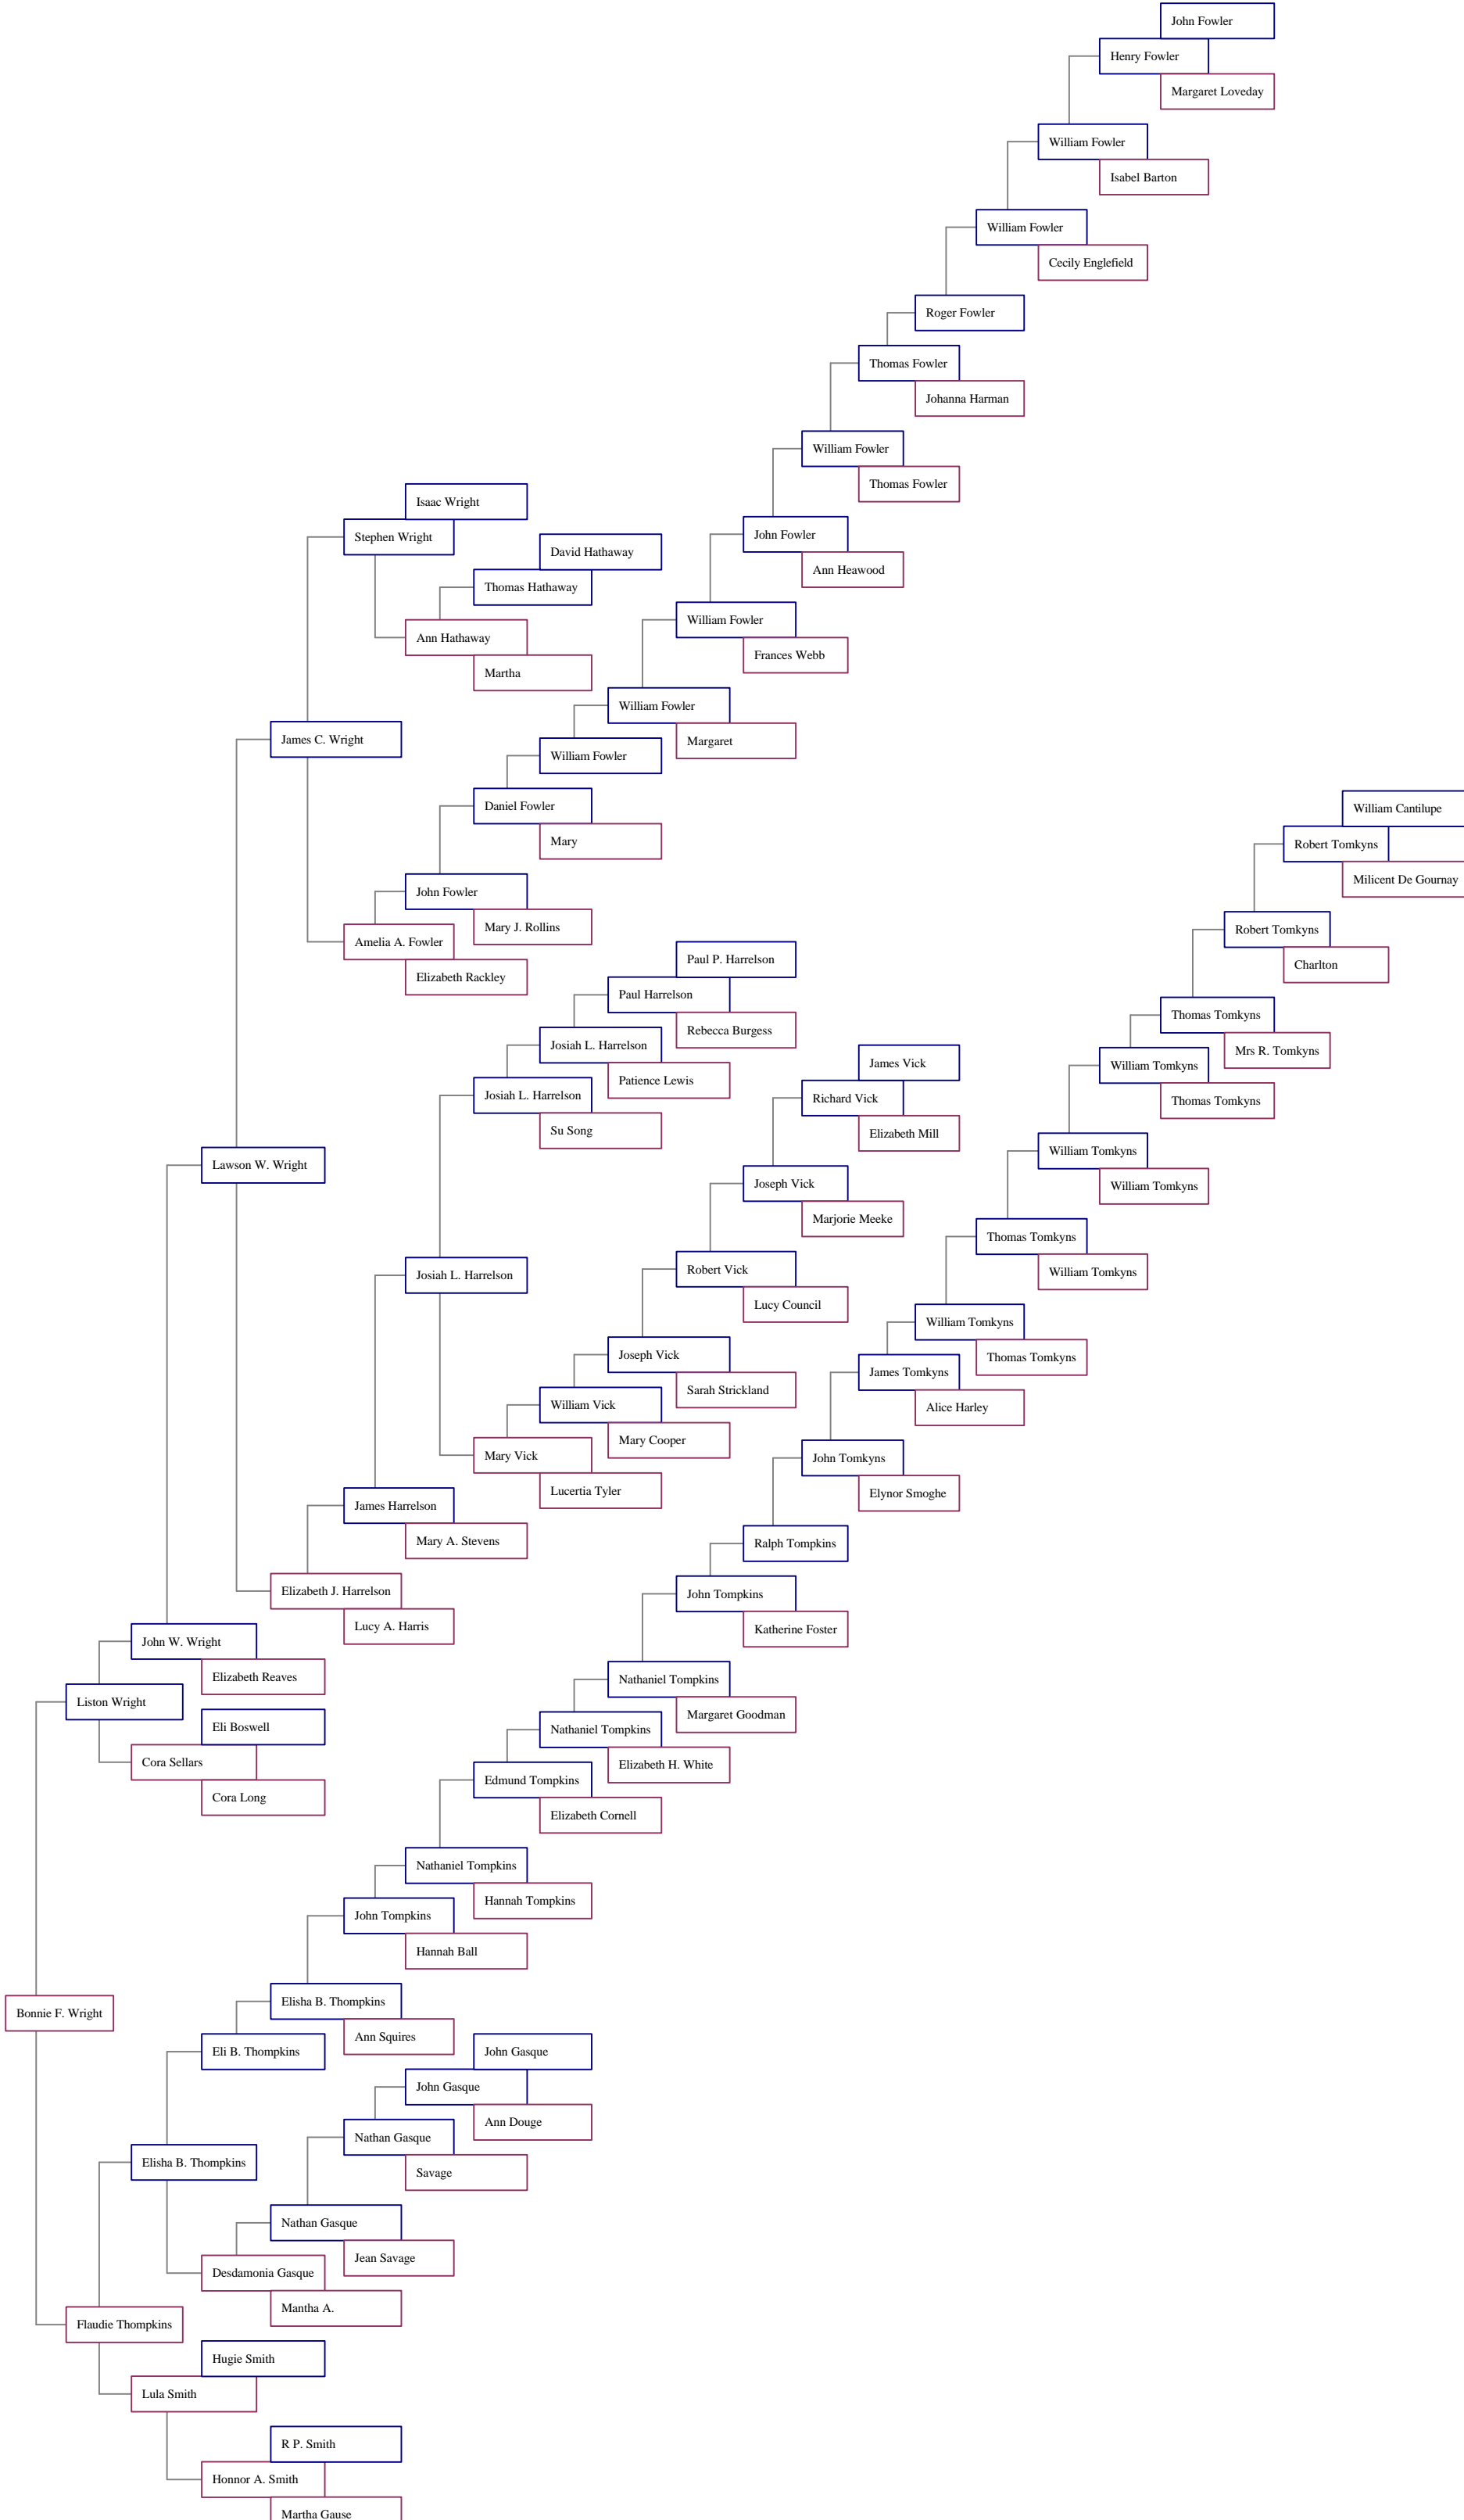 John Fowler
Henry Fowler
Margaret Loveday
William Fowler
Isabel Barton
William Fowler
Cecily Englefield
Roger Fowler
Thomas Fowler
Johanna Harman
William Fowler
Thomas Fowler
Isaac Wright
John Fowler
Stephen Wright
David Hathaway
Ann Heawood
Thomas Hathaway
William Fowler
Ann Hathaway
Frances Webb
Martha
William Fowler
James C. Wright
Margaret
William Fowler
Daniel Fowler
William Cantilupe
Mary
Robert Tomkyns
Milicent De Gournay
John Fowler
Mary J. Rollins
Robert Tomkyns
Amelia A. Fowler
Paul P. Harrelson
Charlton
Elizabeth Rackley
Paul Harrelson
Thomas Tomkyns
Rebecca Burgess
Josiah L. Harrelson
Mrs R. Tomkyns
James Vick
William Tomkyns
Patience Lewis
Josiah L. Harrelson
Richard Vick
Thomas Tomkyns
Su Song
Elizabeth Mill
William Tomkyns
Lawson W. Wright
Joseph Vick
William Tomkyns
Marjorie Meeke
Thomas Tomkyns
Josiah L. Harrelson
Robert Vick
William Tomkyns
Lucy Council
William Tomkyns
Joseph Vick
Thomas Tomkyns
James Tomkyns
Sarah Strickland
William Vick
Alice Harley
Mary Cooper
Mary Vick
John Tomkyns
Lucertia Tyler
Elynor Smoghe
James Harrelson
Mary A. Stevens
Ralph Tompkins
Elizabeth J. Harrelson
John Tompkins
Lucy A. Harris
Katherine Foster
John W. Wright
Elizabeth Reaves
Nathaniel Tompkins
Liston Wright
Margaret Goodman
Eli Boswell
Nathaniel Tompkins
Cora Sellars
Elizabeth H. White
Edmund Tompkins
Cora Long
Elizabeth Cornell
Nathaniel Tompkins
Hannah Tompkins
John Tompkins
Hannah Ball
Elisha B. Thompkins
Bonnie F. Wright
Ann Squires
Eli B. Thompkins
John Gasque
John Gasque
Ann Douge
Nathan Gasque
Elisha B. Thompkins
Savage
Nathan Gasque
Jean Savage
Desdamonia Gasque
Mantha A.
Flaudie Thompkins
Hugie Smith
Lula Smith
R P. Smith
Honnor A. Smith
Martha Gause